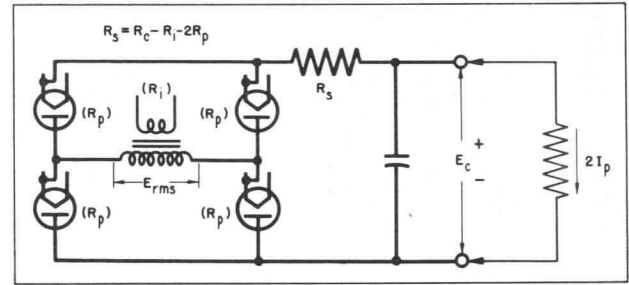 Rs = Rc − Ri − 2Rp
(Ri)
(Rp)
(Rp)
Rs
Erms
(Rp)
(Rp)
Ec
+
−
2Ip